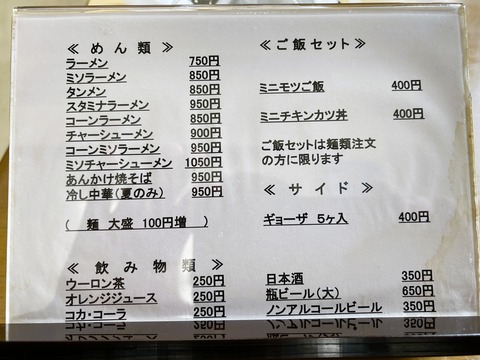 ≪ めん 類 ≫
ラーメン 750円
ミソラーメン 850円
タンメン 850円
スタミナラーメン 950円
コーンラーメン 850円
チャーシューメン 900円
コーンミソラーメン 950円
ミソチャーシューメン 1050円
あんかけ焼そば 950円
冷し中華(夏のみ) 950円
( 麺 大盛 100円増 )
≪ 飲 み 物 類 ≫
ウーロン茶 250円
オレンジジュース 250円
コカ・コーラ 250円
≪ご飯セット≫
ミニモツご飯 400円
ミニチキンカツ丼 400円
ご飯セットは麺類注文
の方に限ります
≪ サ イ ド ≫
ギョーザ 5ヶ入 400円
日本酒 350円
瓶ビール(大) 650円
ノンアルコールビール 350円